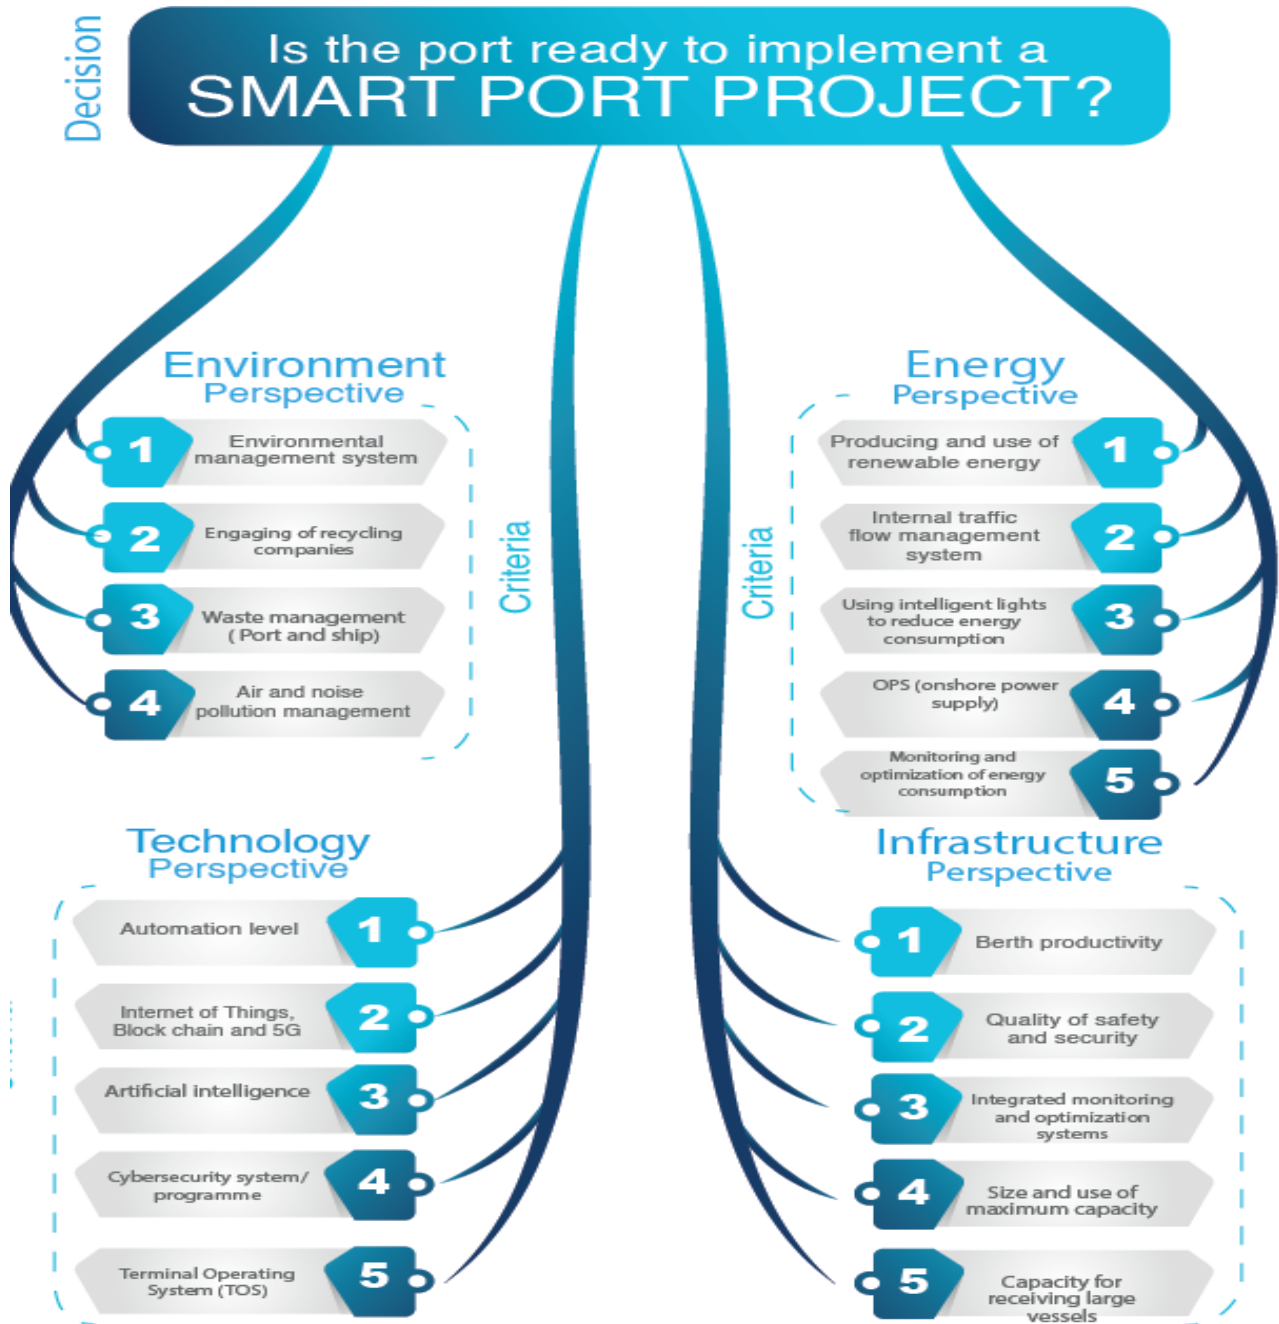 Decision
Is the port ready to implement a
SMART PORT PROJECT?
Environment
Perspective
1
Environmental
management system
2
Engaging of recycling
companies
3
Waste management
( Port and ship)
4
Air and noise
pollution management
Criteria
Energy
Perspective
Producing and use of
renewable energy
1
Internal traffic
flow management
system
2
Using intelligent lights
to reduce energy
consumption
3
OPS (onshore power
supply)
4
Monitoring and
optimization of energy
consumption
5
Criteria
Technology
Perspective
Automation level
1
Internet of Things,
Block chain and 5G
2
Artificial intelligence
3
Cybersecurity system/
programme
4
Terminal Operating
System (TOS)
5
Infrastructure
Perspective
1
Berth productivity
2
Quality of safety
and security
3
Integrated monitoring
and optimization
systems
4
Size and use of
maximum capacity
5
Capacity for
receiving large
vessels